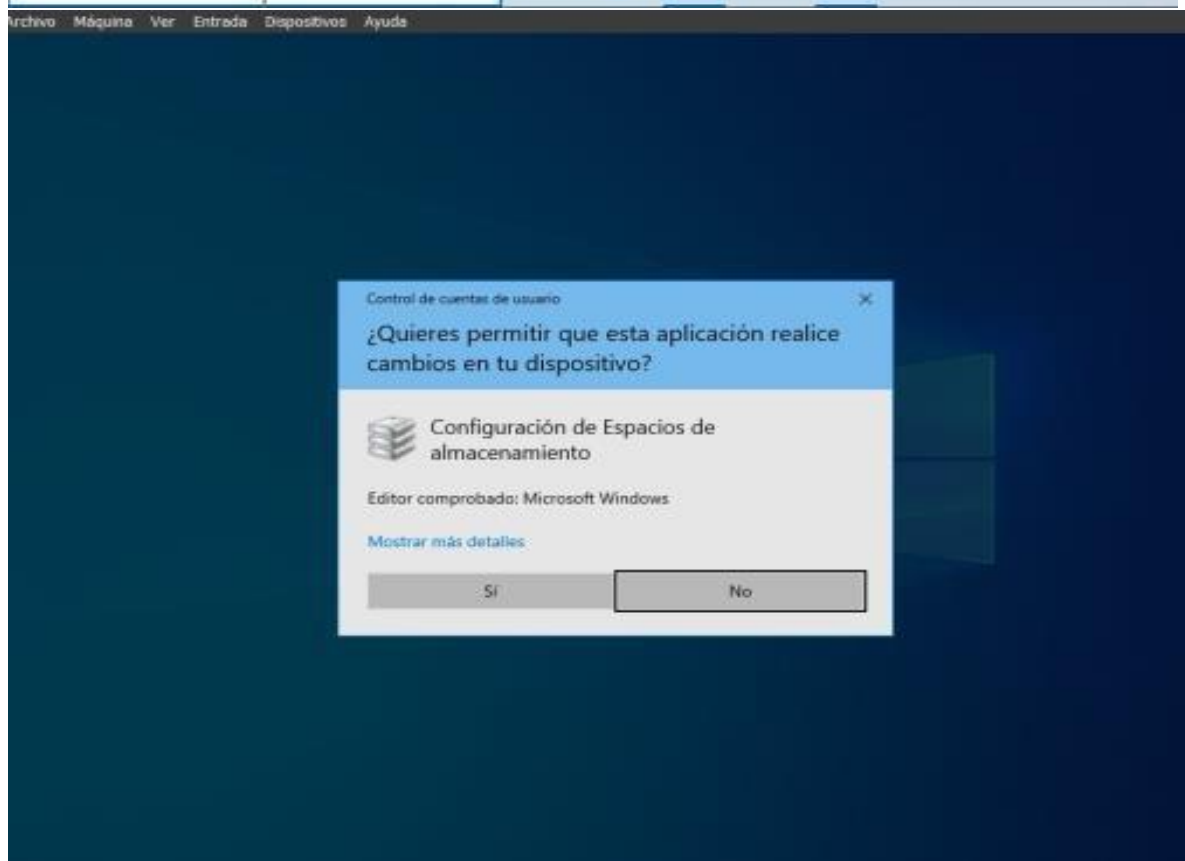 Archivo Máquina Ver Entrada Dispositivos Ayuda
Control de cuentas de usuario
¿Quieres permitir que esta aplicación realice
cambios en tu dispositivo?
Configuración de Espacios de
almacenamiento
Editor comprobado: Microsoft Windows
Mostrar más detalles
Sí No